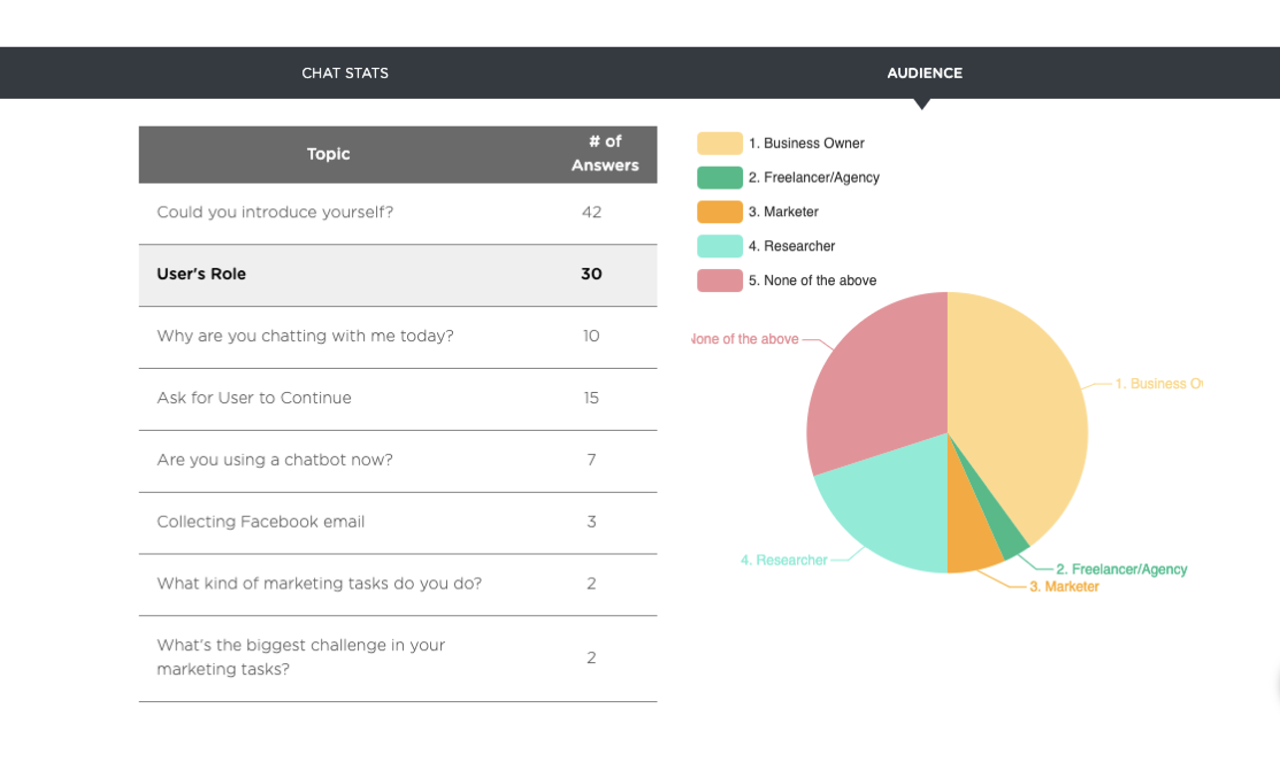 CHAT STATS
AUDIENCE
Topic
# of
Answers
Could you introduce yourself?
42
User's Role
30
Why are you chatting with me today?
10
Ask for User to Continue
15
Are you using a chatbot now?
7
Collecting Facebook email
3
What kind of marketing tasks do you do?
2
What's the biggest challenge in your
marketing tasks?
2
1. Business Owner
2. Freelancer/Agency
3. Marketer
4. Researcher
5. None of the above
of the above
1. Business
4. Researcher
2. Freelancer/Agency
3. Marketer